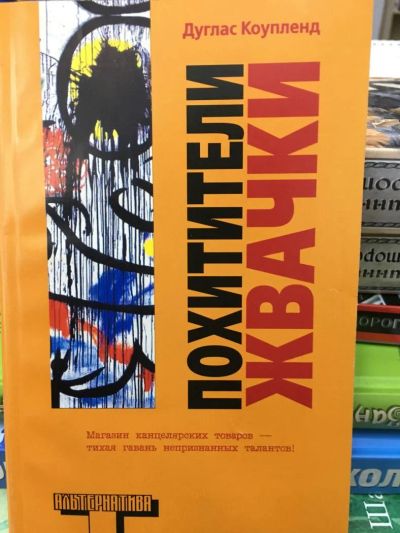 Дуглас Коупленд
ПОХИТИТЕЛИ
ЖВАЧКИ
Магазин канцелярских товаров —
тихая гавань непризнанных талантов!
АЛЬТЕРНАТИВА